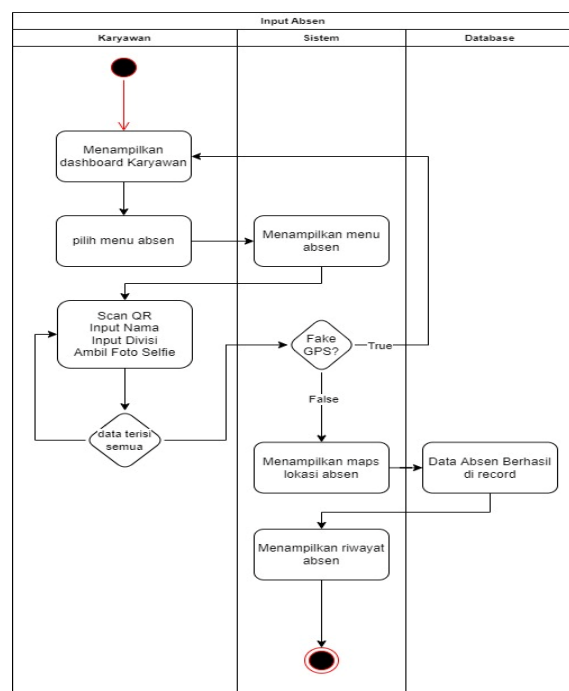 Input Absen
Karyawan
Sistem
Database
Menampilkan
dashboard Karyawan
pilih menu absen
Menampilkan menu
absen
Scan QR
Input Nama
Input Divisi
Ambil Foto Selfie
Fake
GPS?
True
False
data terisi
semua
Menampilkan maps
lokasi absen
Data Absen Berhasil
di record
Menampilkan riwayat
absen